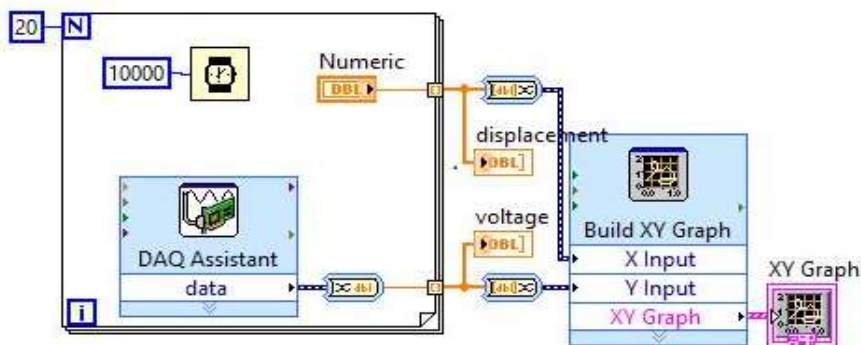 20 N
10000
Numeric
DBL
displacement
DBL]
voltage
DBL]
DAQ Assistant
data
i
Build XY Graph
X Input
Y Input
XY Graph
XY Graph